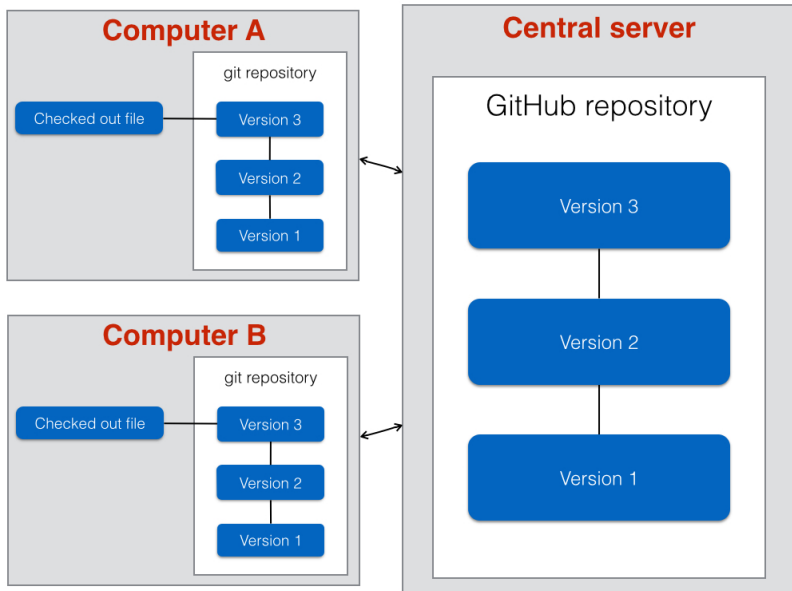 Computer A
git repository
Checked out file
Version 3
Version 2
Version 1
Computer B
git repository
Checked out file
Version 3
Version 2
Version 1
Central server
GitHub repository
Version 3
Version 2
Version 1